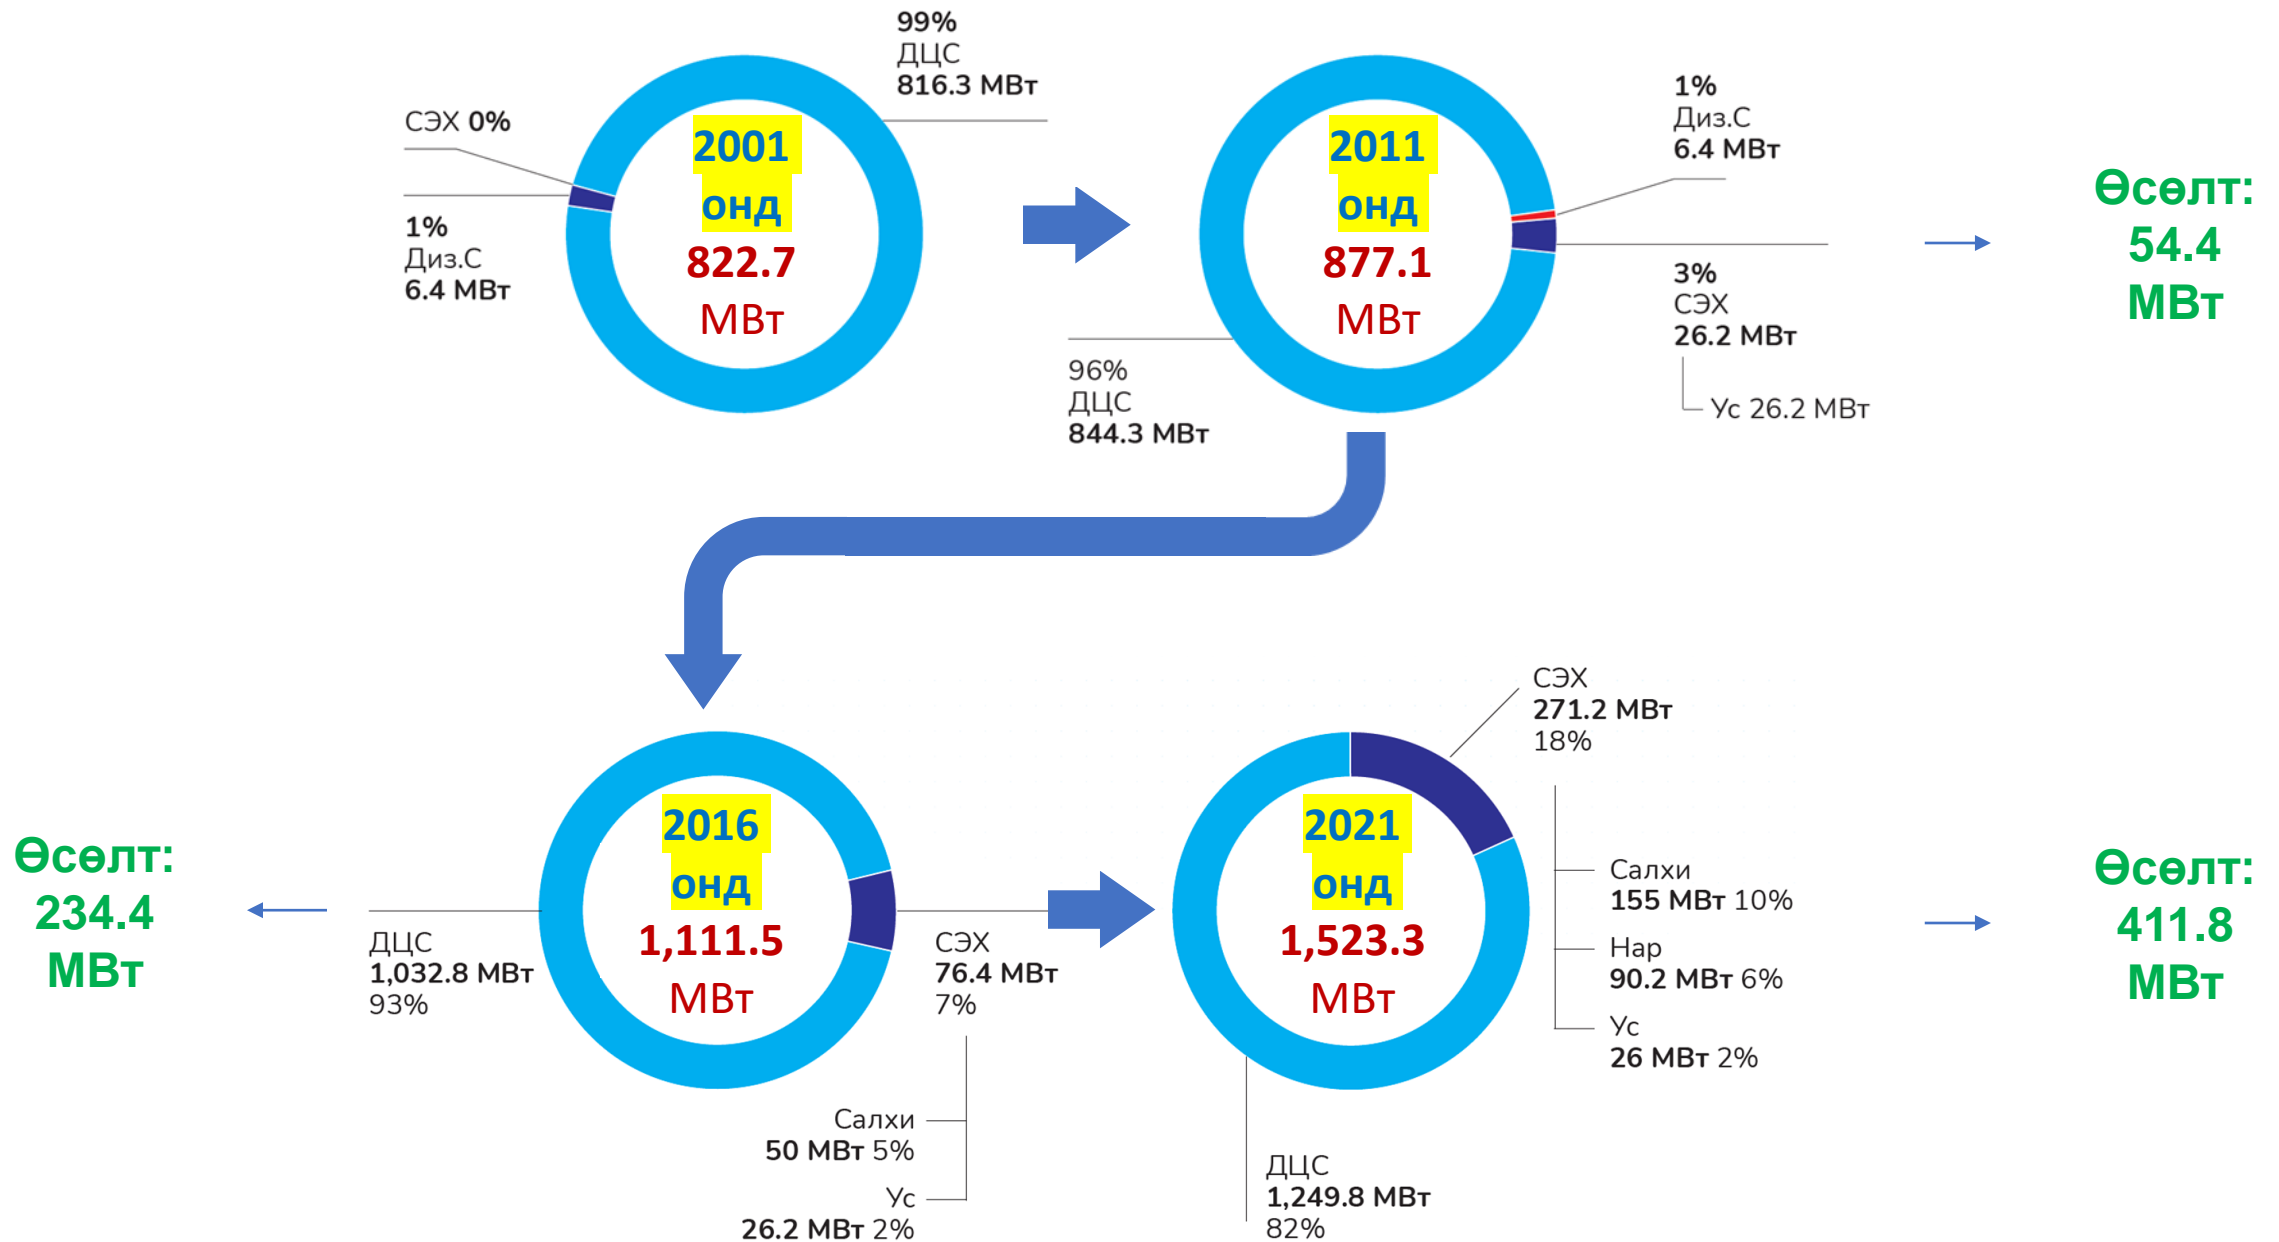 99%
ДЦС
816.3 МВт
СЭХ 0%
1%
Диз.С
6.4 МВт
2001
онд
822.7
МВт
2011
онд
877.1
МВт
1%
Диз.С
6.4 МВт
3%
СЭХ
26.2 МВт
Ус 26.2 МВт
96%
ДЦС
844.3 МВт
Өсөлт:
54.4
МВт
Өсөлт:
234.4
МВт
ДЦС
1,032.8 МВт
93%
2016
онд
1,111.5
МВт
СЭХ
76.4 МВт
7%
Салхи
50 МВт 5%
Ус
26.2 МВт 2%
2021
онд
1,523.3
МВт
СЭХ
271.2 МВт
18%
Салхи
155 МВт 10%
Нар
90.2 МВт 6%
Ус
26 МВт 2%
ДЦС
1,249.8 МВт
82%
Өсөлт:
411.8
МВт